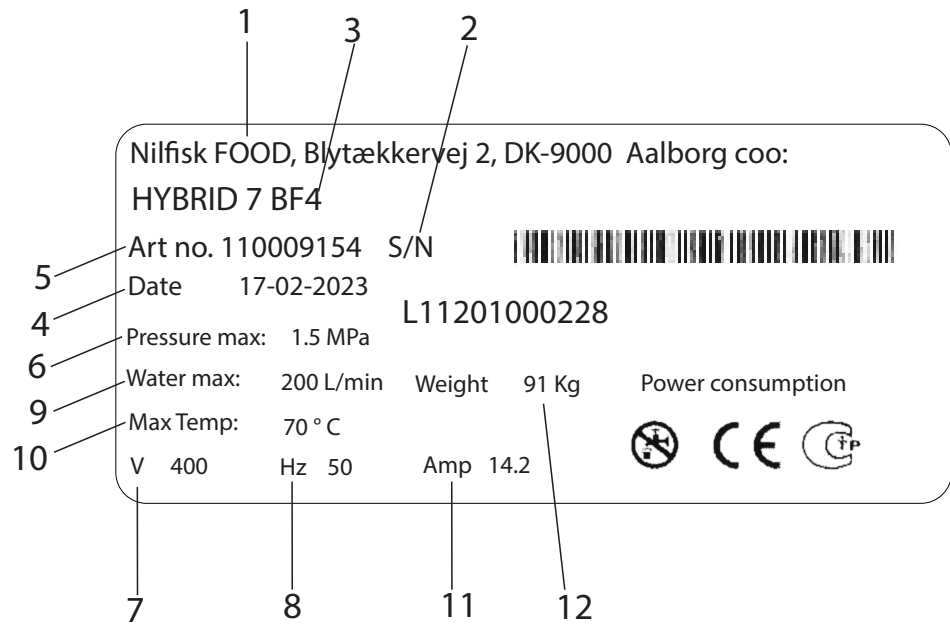 1
3
2
Nilfisk FOOD, Blytækkervej 2, DK-9000 Aalborg coo:
HYBRID 7 BF4
5
Art no. 110009154 S/N
4
Date 17-02-2023
L11201000228
6
Pressure max: 1.5 MPa
9
Water max: 200 L/min Weight 91 Kg Power consumption
10
Max Temp: 70 ° C
CE
V 400 Hz 50 Amp 14.2
7
8
11
12